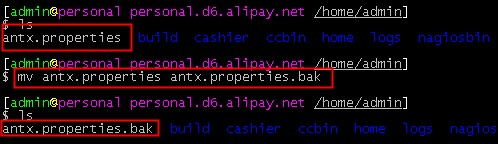 [admin@personal personal.d6.alipay.net /home/admin]
$ ls
antx.properties build cashier ccbin home logs nagiosbin
[admin@personal personal.d6.alipay.net /home/admin]
$ mv antx.properties antx.properties.bak
[admin@personal personal.d6.alipay.net /home/admin]
$ ls
antx.properties.bak build cashier ccbin home logs nagios